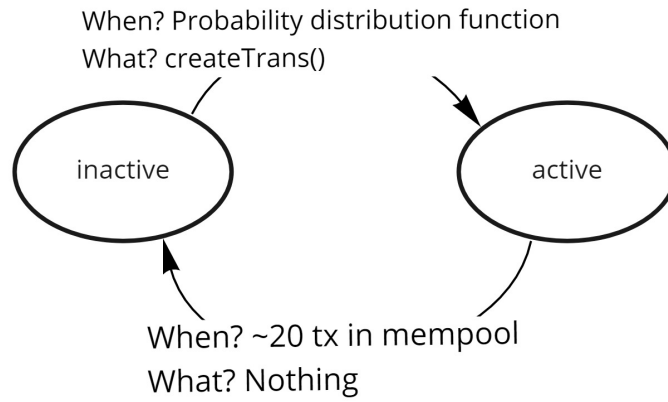 When? Probability distribution function
What? createTrans()
inactive
active
When? ~20 tx in mempool
What? Nothing